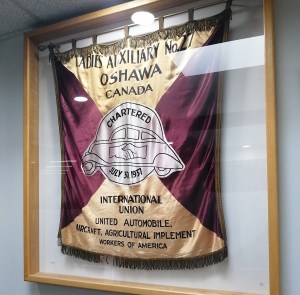 LADIES AUXILIARY No. 27
OSHAWA
CANADA
CHARTERED
JULY 31, 1937
INTERNATIONAL
UNION
UNITED AUTOMOBILE,
AIRCRAFT, AGRICULTURAL IMPLEMENT
WORKERS OF AMERICA